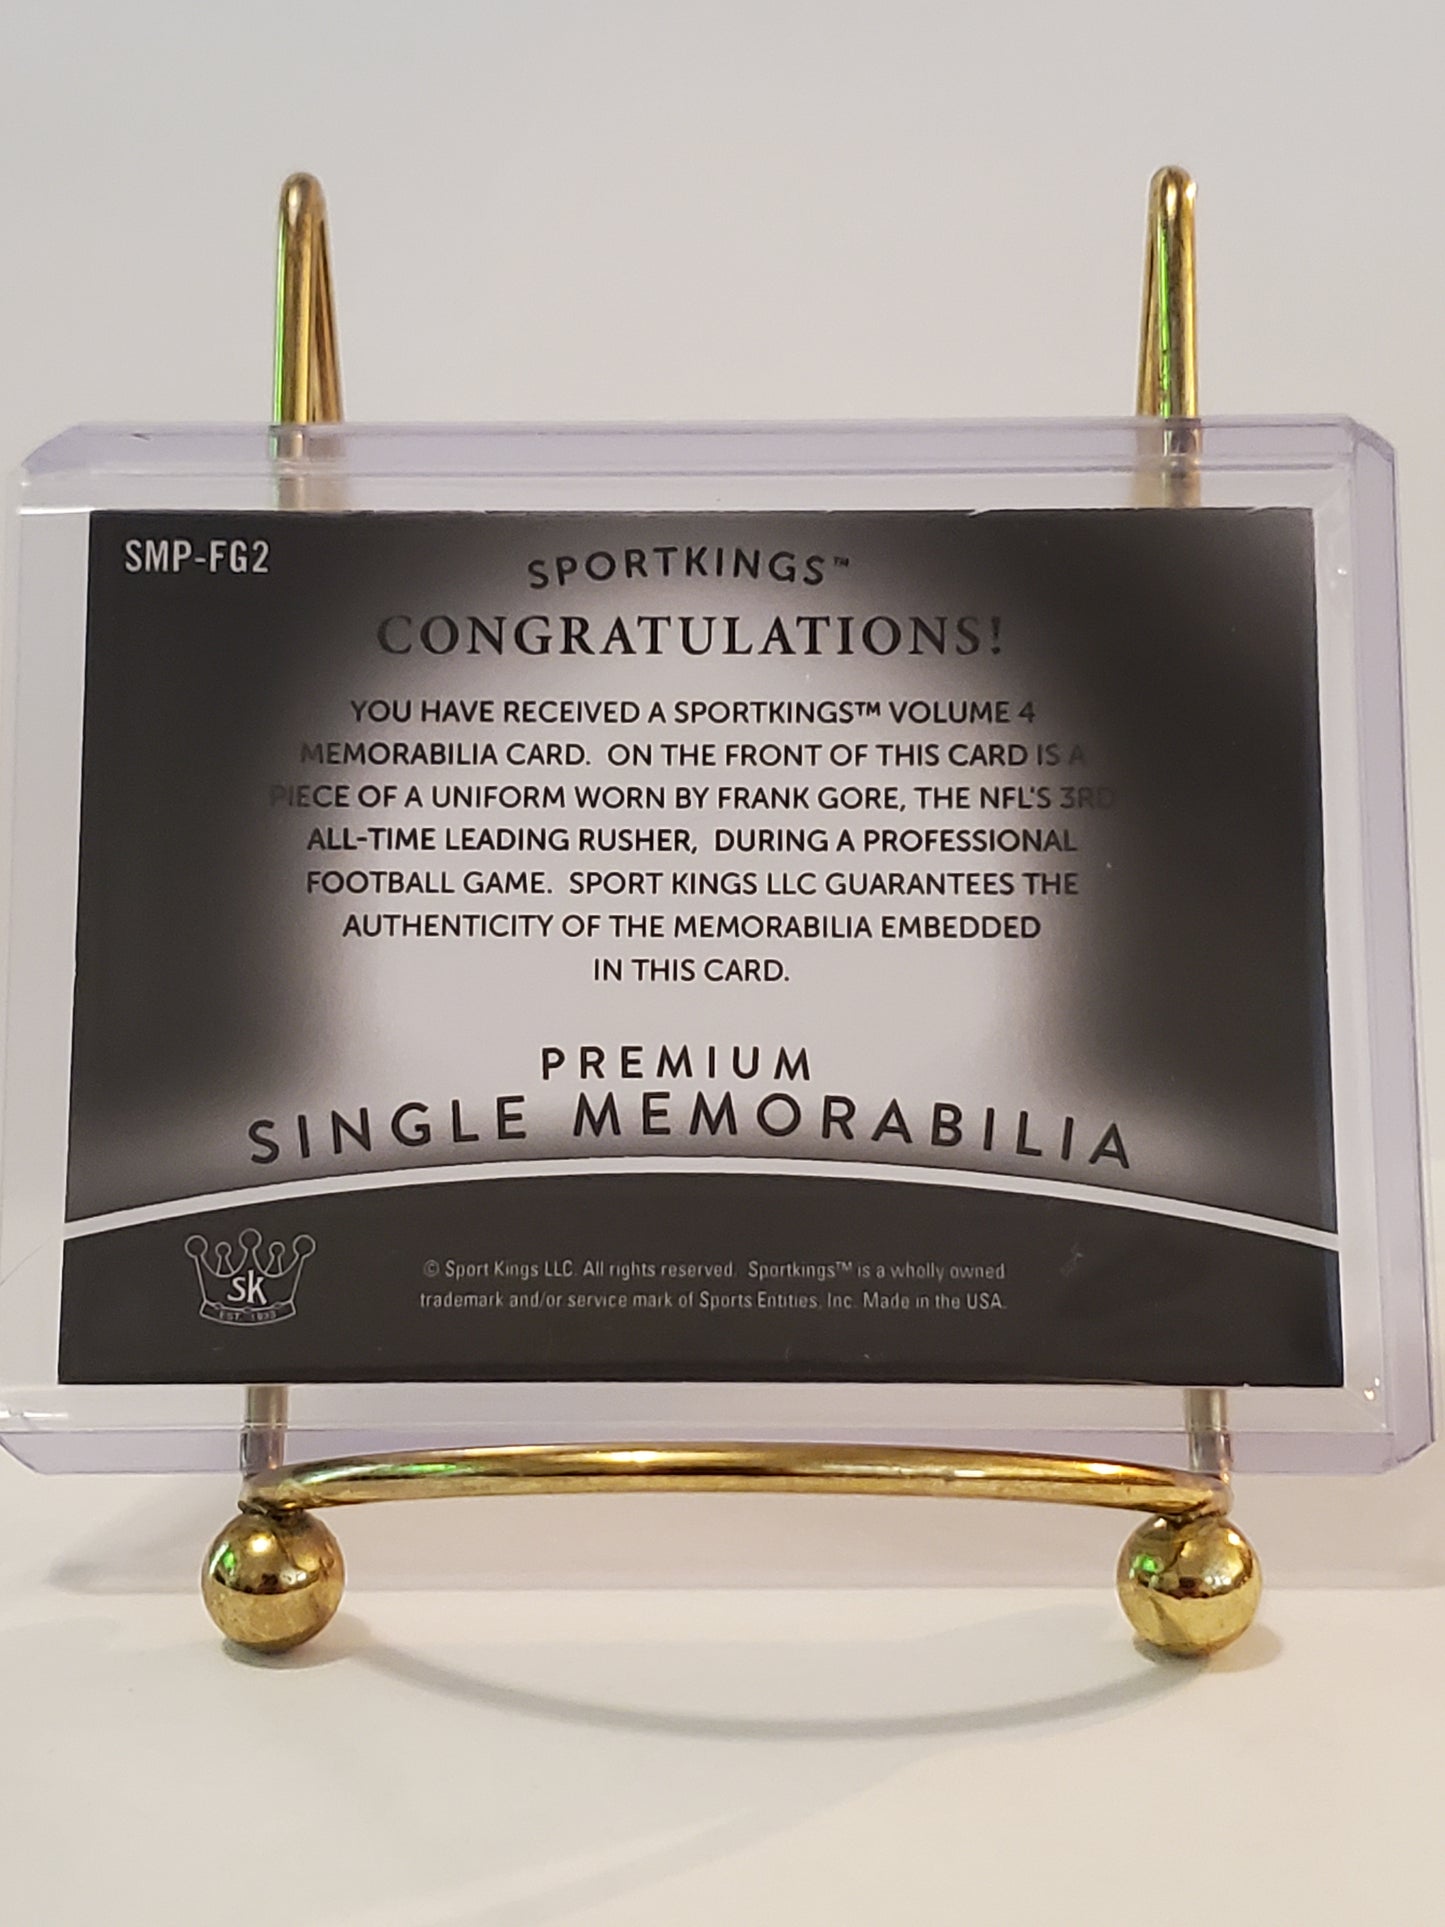 SMP-FG2
SPORTKINGS™
CONGRATULATIONS!
YOU HAVE RECEIVED A SPORTKINGS™ VOLUME 4
MEMORABILIA CARD. ON THE FRONT OF THIS CARD IS A
PIECE OF A UNIFORM WORN BY FRANK GORE, THE NFL'S 3RD
ALL-TIME LEADING RUSHER, DURING A PROFESSIONAL
FOOTBALL GAME. SPORT KINGS LLC GUARANTEES THE
AUTHENTICITY OF THE MEMORABILIA EMBEDDED
IN THIS CARD.
PREMIUM
SINGLE MEMORABILIA
sk
EST. 1933
© Sport Kings LLC. All rights reserved. Sportkings™ is a wholly owned
trademark and/or service mark of Sports Entities, Inc. Made in the USA.